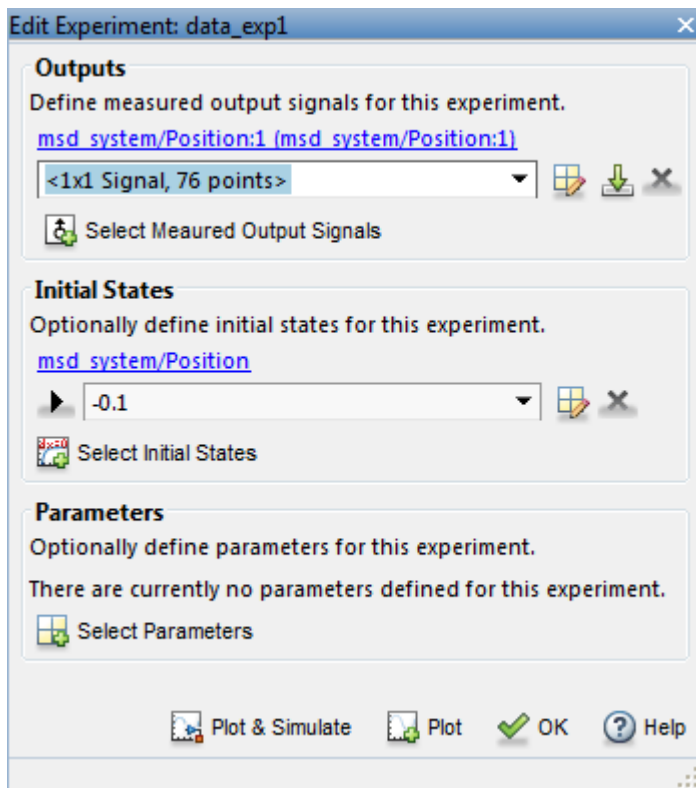 Edit Experiment: data_exp1
Outputs
Define measured output signals for this experiment.
msd_system/Position:1 (msd_system/Position:1)
<1x1 Signal, 76 points>
Select Meaured Output Signals
Initial States
Optionally define initial states for this experiment.
msd_system/Position
-0.1
Select Initial States
Parameters
Optionally define parameters for this experiment.
There are currently no parameters defined for this experiment.
Select Parameters
Plot & Simulate Plot OK Help